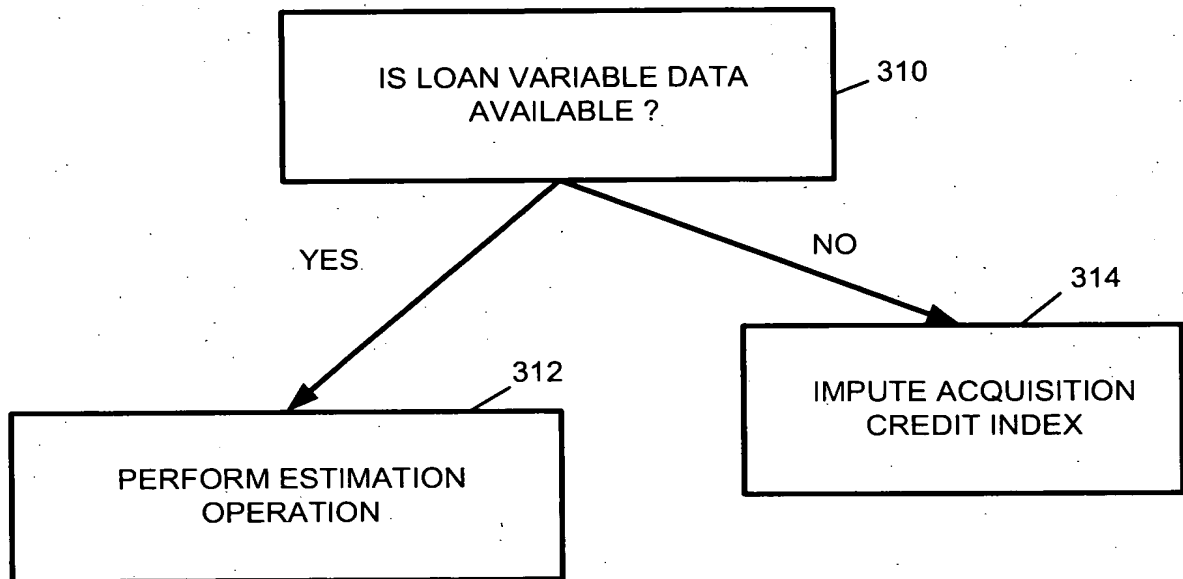 IS LOAN VARIABLE DATA
AVAILABLE ?
310
YES
NO
314
312
IMPUTE ACQUISITION
CREDIT INDEX
PERFORM ESTIMATION
OPERATION